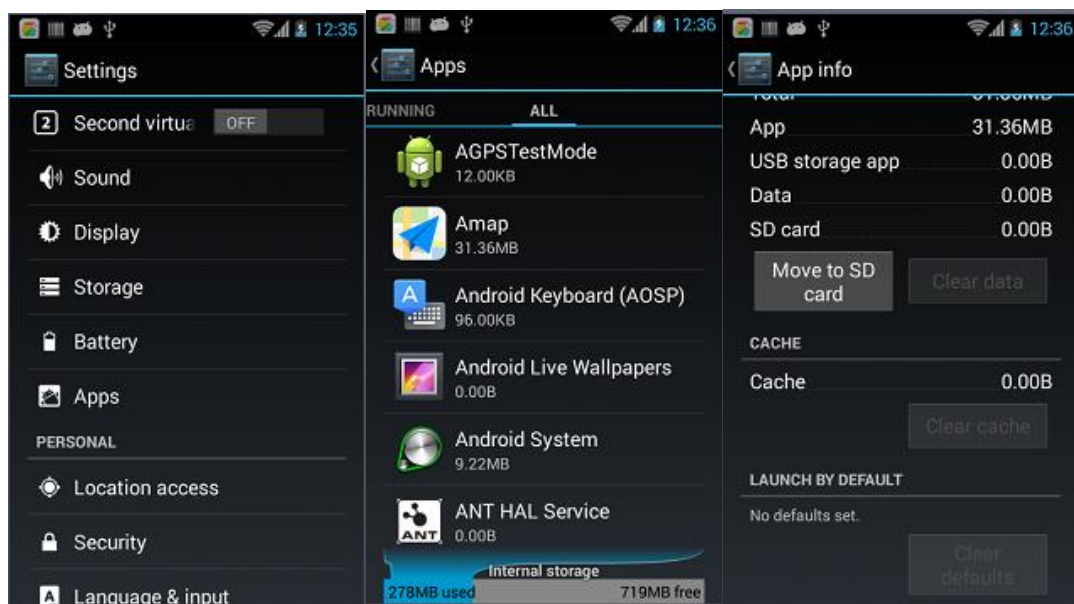 12:35
Settings
2 Second virtua OFF
Sound
Display
Storage
Battery
Apps
PERSONAL
Location access
Security
A Language & input
12:36
Apps
RUNNING ALL
AGPSTestMode
12.00KB
Amap
31.36MB
A Android Keyboard (AOSP)
96.00KB
Android Live Wallpapers
0.00B
Android System
9.22MB
ANT ANT HAL Service
0.00B
Internal storage
278MB used 719MB free
12:36
App info
Total
App 31.36MB
USB storage app 0.00B
Data 0.00B
SD card 0.00B
Move to SD
card
Clear data
CACHE
Cache 0.00B
Clear cache
LAUNCH BY DEFAULT
No defaults set.
Clear
defaults